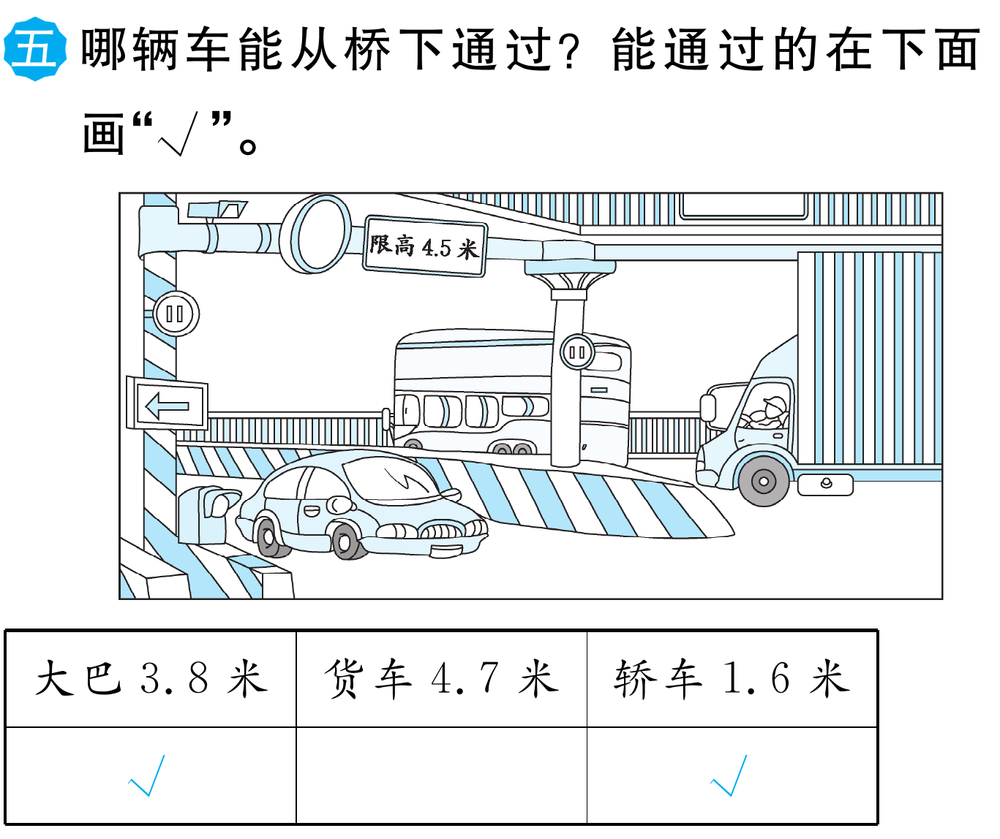 五 哪辆车能从桥下通过？能通过的在下面
画“√”。
限高 4.5 米
大巴 3.8 米 货车 4.7 米 轿车 1.6 米
√ √